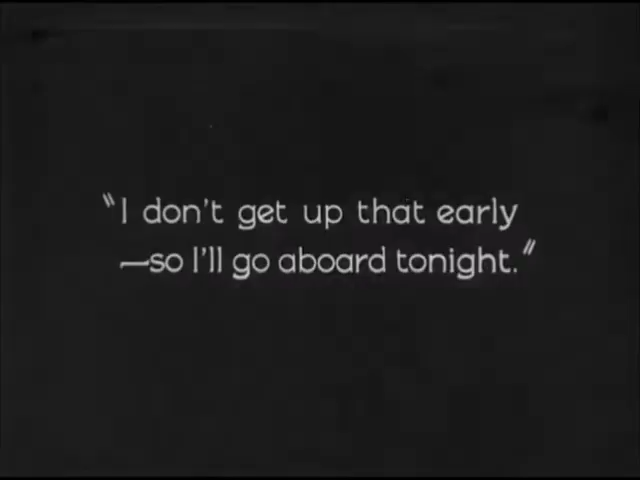 "I don't get up that early
—so I'll go aboard tonight."